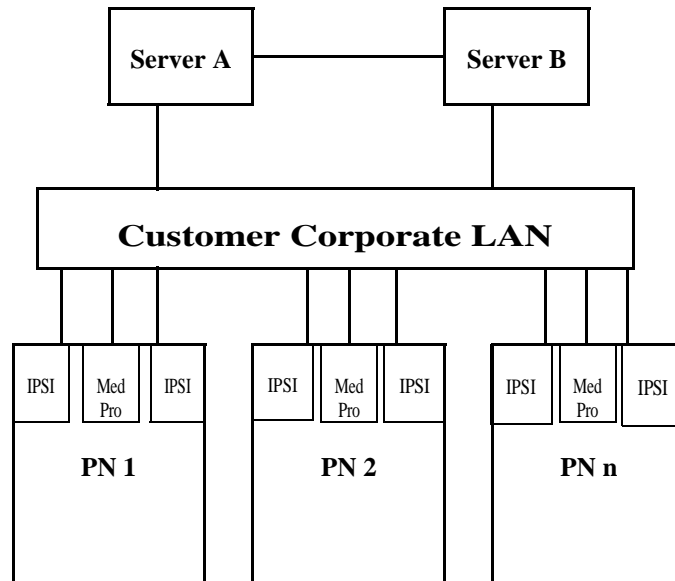 Server A
Server B
Customer Corporate LAN
IPSI
Med
Pro
IPSI
IPSI
Med
Pro
IPSI
IPSI
Med
Pro
IPSI
PN 1
PN 2
PN n